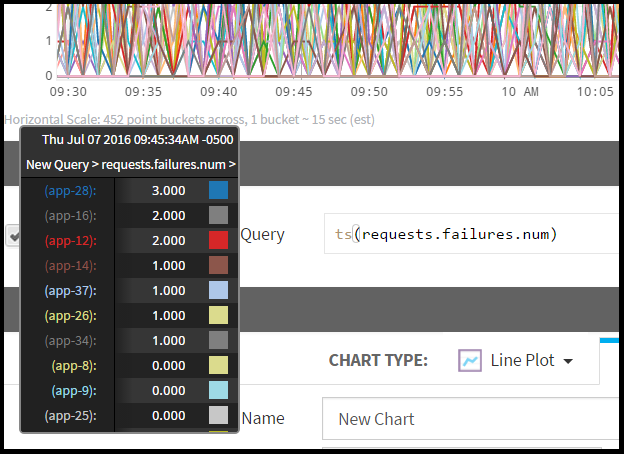 2
1
0
09:30 09:35 09:40 09:45 09:50 09:55 10 AM 10:05
Horizontal Scale: 452 point buckets across, 1 bucket ~ 15 sec (est)
Thu Jul 07 2016 09:45:34AM -0500
New Query > requests.failures.num >
(app-28): 3.000
(app-16): 2.000
(app-12): 2.000
(app-14): 1.000
(app-37): 1.000
(app-26): 1.000
(app-34): 1.000
(app-8): 0.000
(app-9): 0.000
(app-25): 0.000
Query ts(requests.failures.num)
CHART TYPE: Line Plot
Name New Chart